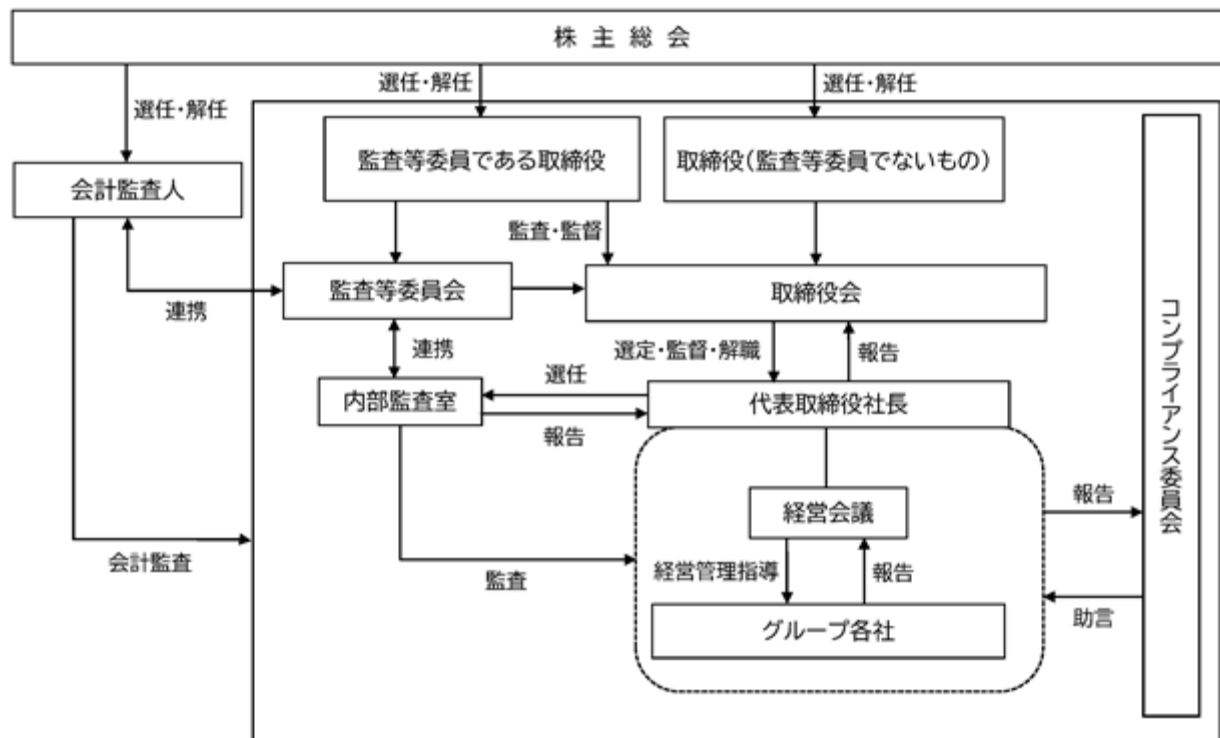 株主総会
選任・解任
選任・解任
選任・解任
監査等委員である取締役
取締役(監査等委員でないもの)
会計監査人
監査・監督
監査等委員会
取締役会
連携
連携
選定・監督・解職
報告
選任
内部監査室
代表取締役社長
報告
コンプライアンス委員会
経営会議
報告
会計監査
監査
経営管理指導
報告
助言
グループ各社